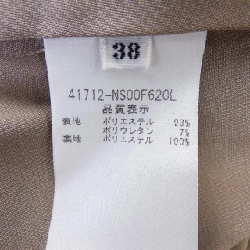 38
41712-NS00F620L
品質表示
表地 ポリエステル 93%
ポリウレタン 7%
裏地 ポリエステル 100%